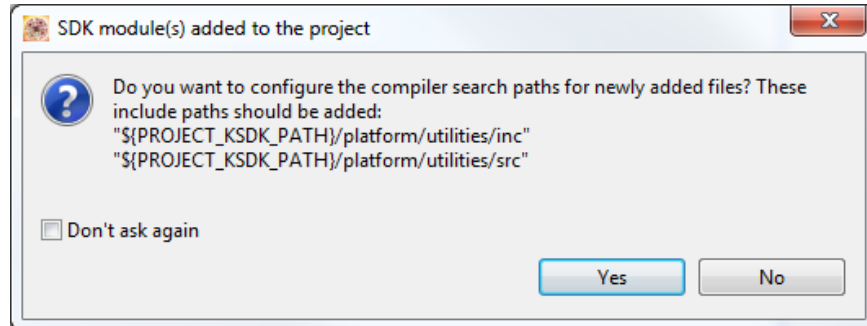 SDK module(s) added to the project
Do you want to configure the compiler search paths for newly added files? These
include paths should be added:
"${PROJECT_KSDK_PATH}/platform/utilities/inc"
"${PROJECT_KSDK_PATH}/platform/utilities/src"
Don't ask again
Yes
No